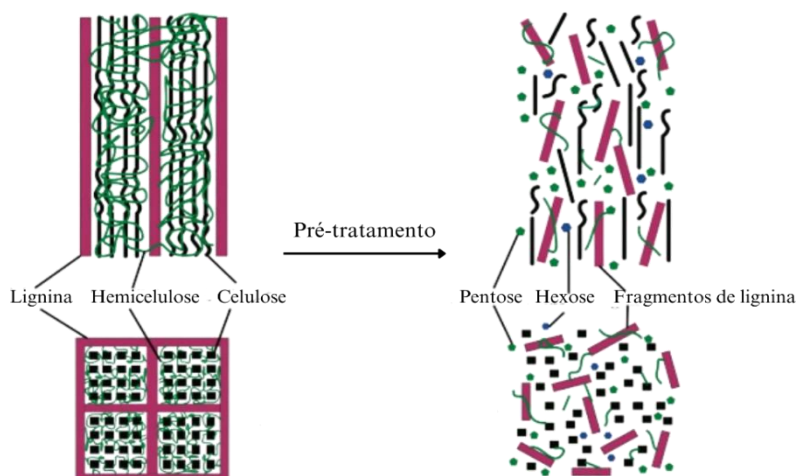 Pré-tratamento
Lignina Hemicelulose Celulose
Pentose Hexose Fragmentos de lignina